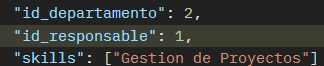 "id_departamento": 2,
"id_responsable": 1,
"skills": ["Gestion de Proyectos"]